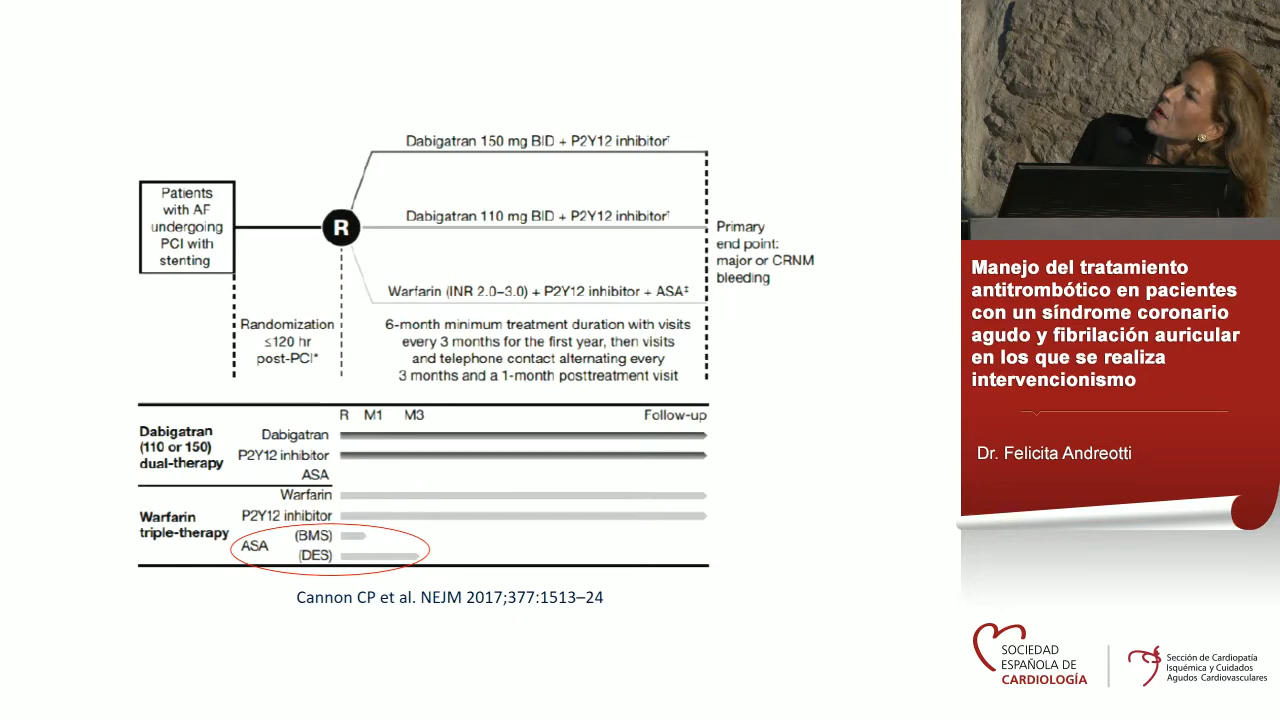 Dabigatran 150 mg BID + P2Y12 inhibitor†
Patients
with AF
undergoing
PCI with
stenting
R
Dabigatran 110 mg BID + P2Y12 inhibitor†
Primary
end point:
major or CRNM
bleeding
Warfarin (INR 2.0–3.0) + P2Y12 inhibitor + ASA‡
Randomization
≤120 hr
post-PCI*
6-month minimum treatment duration with visits
every 3 months for the first year, then visits
and telephone contact alternating every
3 months and a 1-month posttreatment visit
R M1 M3 Follow-up
Dabigatran
(110 or 150)
dual-therapy
Dabigatran
P2Y12 inhibitor
ASA
Warfarin
triple-therapy
Warfarin
P2Y12 inhibitor
ASA
(BMS)
(DES)
Cannon CP et al. NEJM 2017;377:1513–24
Manejo del tratamiento
antitrombótico en pacientes
con un síndrome coronario
agudo y fibrilación auricular
en los que se realiza
intervencionismo
Dr. Felicita Andreotti
SOCIEDAD
ESPAÑOLA DE
CARDIOLOGÍA
Sección de Cardiopatía
Isquémica y Cuidados
Agudos Cardiovasculares